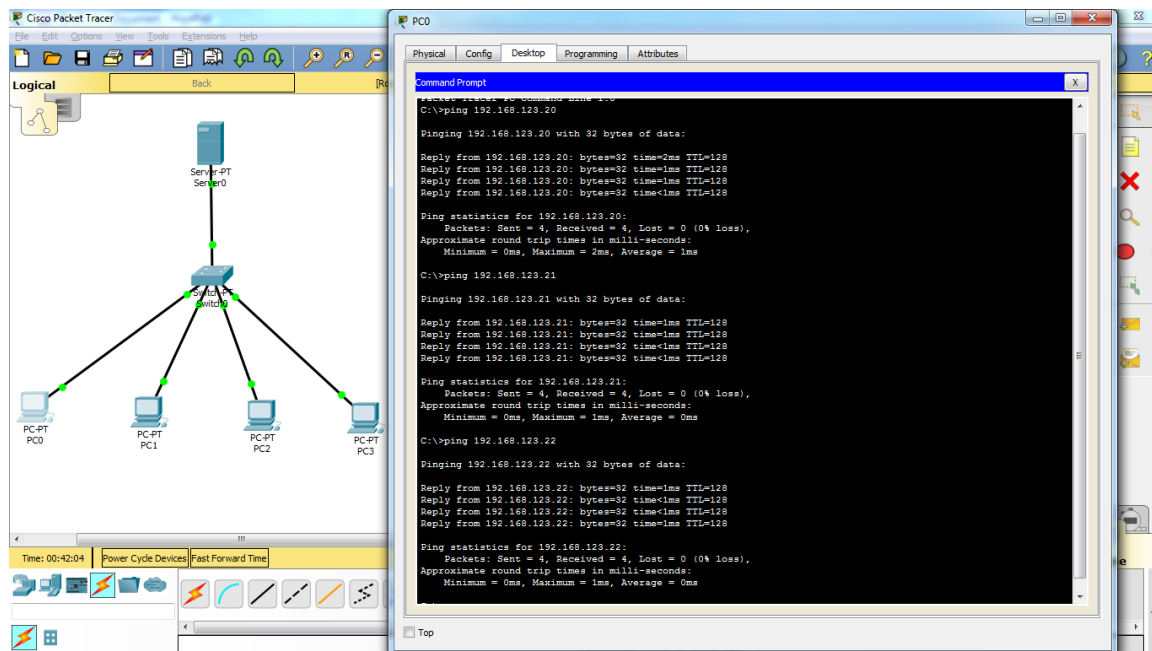 Cisco Packet Tracer
File Edit Options View Tools Extensions Help
Logical
Back
[Ro
Server-PT
Server0
Switch-PT
Switch0
PC-PT
PC0
PC-PT
PC1
PC-PT
PC2
PC-PT
PC3
Time: 00:42:04
Power Cycle Devices
Fast Forward Time
PC0
Physical
Config
Desktop
Programming
Attributes
Command Prompt
X
Packet Tracer PC Command Line 1.0
C:\>ping 192.168.123.20
Pinging 192.168.123.20 with 32 bytes of data:
Reply from 192.168.123.20: bytes=32 time=2ms TTL=128
Reply from 192.168.123.20: bytes=32 time=1ms TTL=128
Reply from 192.168.123.20: bytes=32 time=1ms TTL=128
Reply from 192.168.123.20: bytes=32 time<1ms TTL=128
Ping statistics for 192.168.123.20:
Packets: Sent = 4, Received = 4, Lost = 0 (0% loss),
Approximate round trip times in milli-seconds:
Minimum = 0ms, Maximum = 2ms, Average = 1ms
C:\>ping 192.168.123.21
Pinging 192.168.123.21 with 32 bytes of data:
Reply from 192.168.123.21: bytes=32 time=1ms TTL=128
Reply from 192.168.123.21: bytes=32 time=1ms TTL=128
Reply from 192.168.123.21: bytes=32 time<1ms TTL=128
Reply from 192.168.123.21: bytes=32 time<1ms TTL=128
Ping statistics for 192.168.123.21:
Packets: Sent = 4, Received = 4, Lost = 0 (0% loss),
Approximate round trip times in milli-seconds:
Minimum = 0ms, Maximum = 1ms, Average = 0ms
C:\>ping 192.168.123.22
Pinging 192.168.123.22 with 32 bytes of data:
Reply from 192.168.123.22: bytes=32 time=1ms TTL=128
Reply from 192.168.123.22: bytes=32 time<1ms TTL=128
Reply from 192.168.123.22: bytes=32 time<1ms TTL=128
Reply from 192.168.123.22: bytes=32 time=1ms TTL=128
Ping statistics for 192.168.123.22:
Packets: Sent = 4, Received = 4, Lost = 0 (0% loss),
Approximate round trip times in milli-seconds:
Minimum = 0ms, Maximum = 1ms, Average = 0ms
Top
e